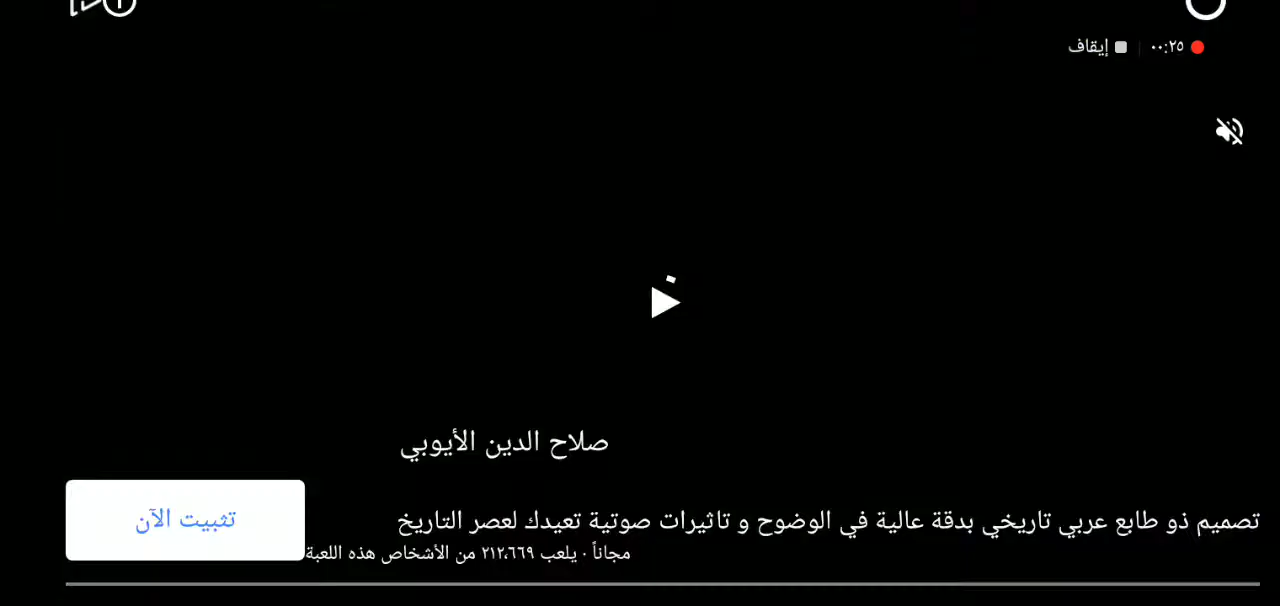 ٠٠:٢٥ إيقاف
صلاح الدين الأيوبي
تصميم ذو طابع عربي تاريخي بدقة عالية في الوضوح و تاثيرات صوتية تعيدك لعصر التاريخ
تثبيت الآن
مجاناً · يلعب ٢١٢،٦٦٩ من الأشخاص هذه اللعبة